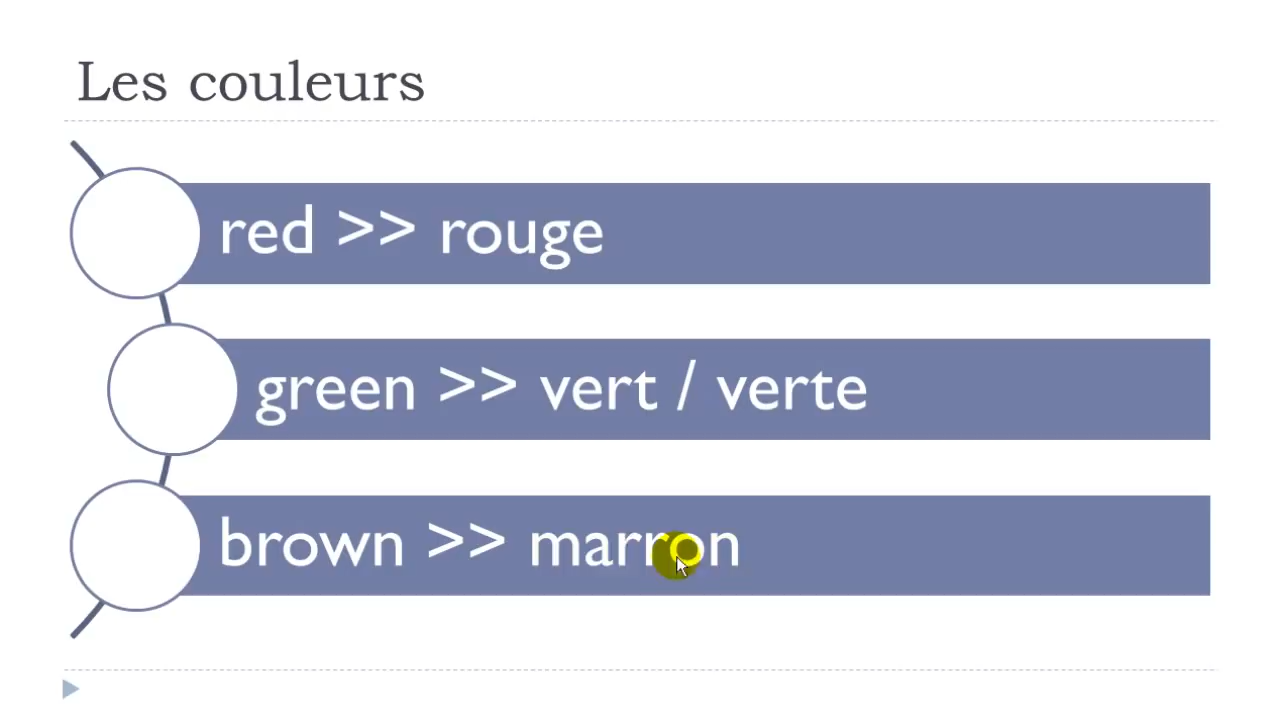 Les couleurs
red >> rouge
green >> vert / verte
brown >> marron